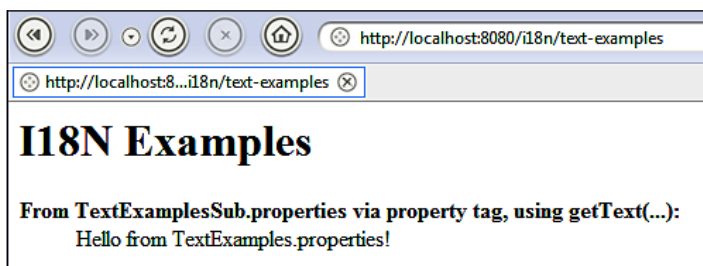 http://localhost:8080/i18n/text-examples
http://localhost:8...i18n/text-examples
I18N Examples
From TextExamplesSub.properties via property tag, using getText(...):
Hello from TextExamples.properties!